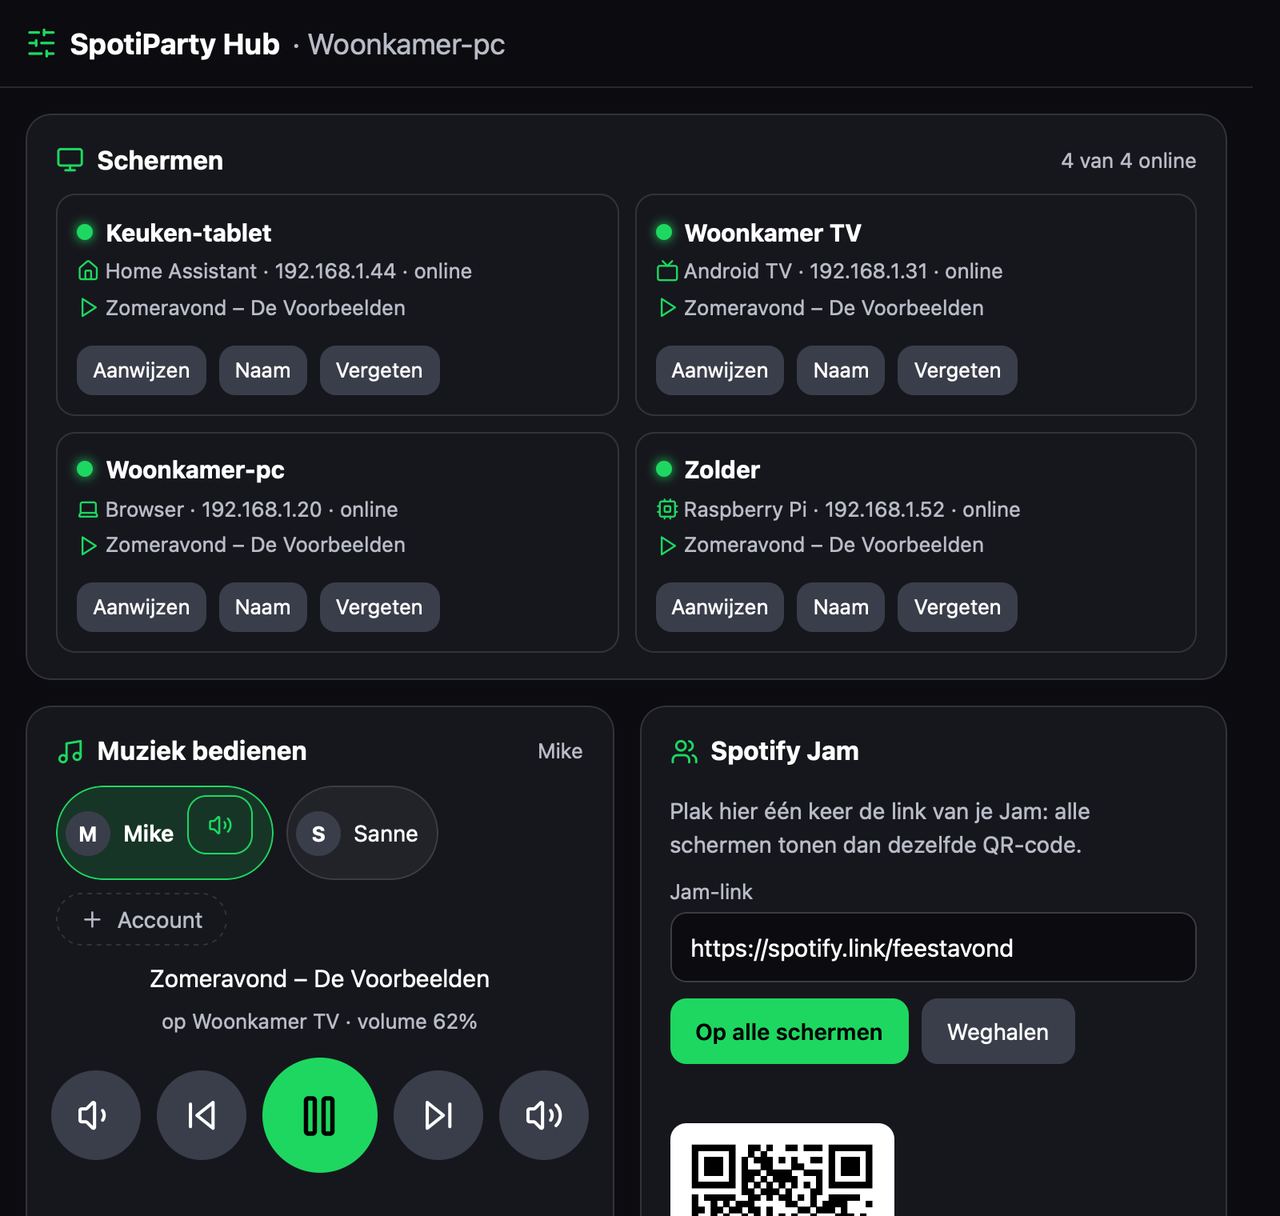 SpotiParty Hub · Woonkamer-pc
Schermen
4 van 4 online
Keuken-tablet
Home Assistant · 192.168.1.44 · online
Zomeravond – De Voorbeelden
Aanwijzen
Naam
Vergeten
Woonkamer TV
Android TV · 192.168.1.31 · online
Zomeravond – De Voorbeelden
Aanwijzen
Naam
Vergeten
Woonkamer-pc
Browser · 192.168.1.20 · online
Zomeravond – De Voorbeelden
Aanwijzen
Naam
Vergeten
Zolder
Raspberry Pi · 192.168.1.52 · online
Zomeravond – De Voorbeelden
Aanwijzen
Naam
Vergeten
Muziek bedienen
Mike
M Mike
S Sanne
+ Account
Zomeravond – De Voorbeelden
op Woonkamer TV · volume 62%
Spotify Jam
Plak hier één keer de link van je Jam: alle
schermen tonen dan dezelfde QR-code.
Jam-link
https://spotify.link/feestavond
Op alle schermen
Weghalen